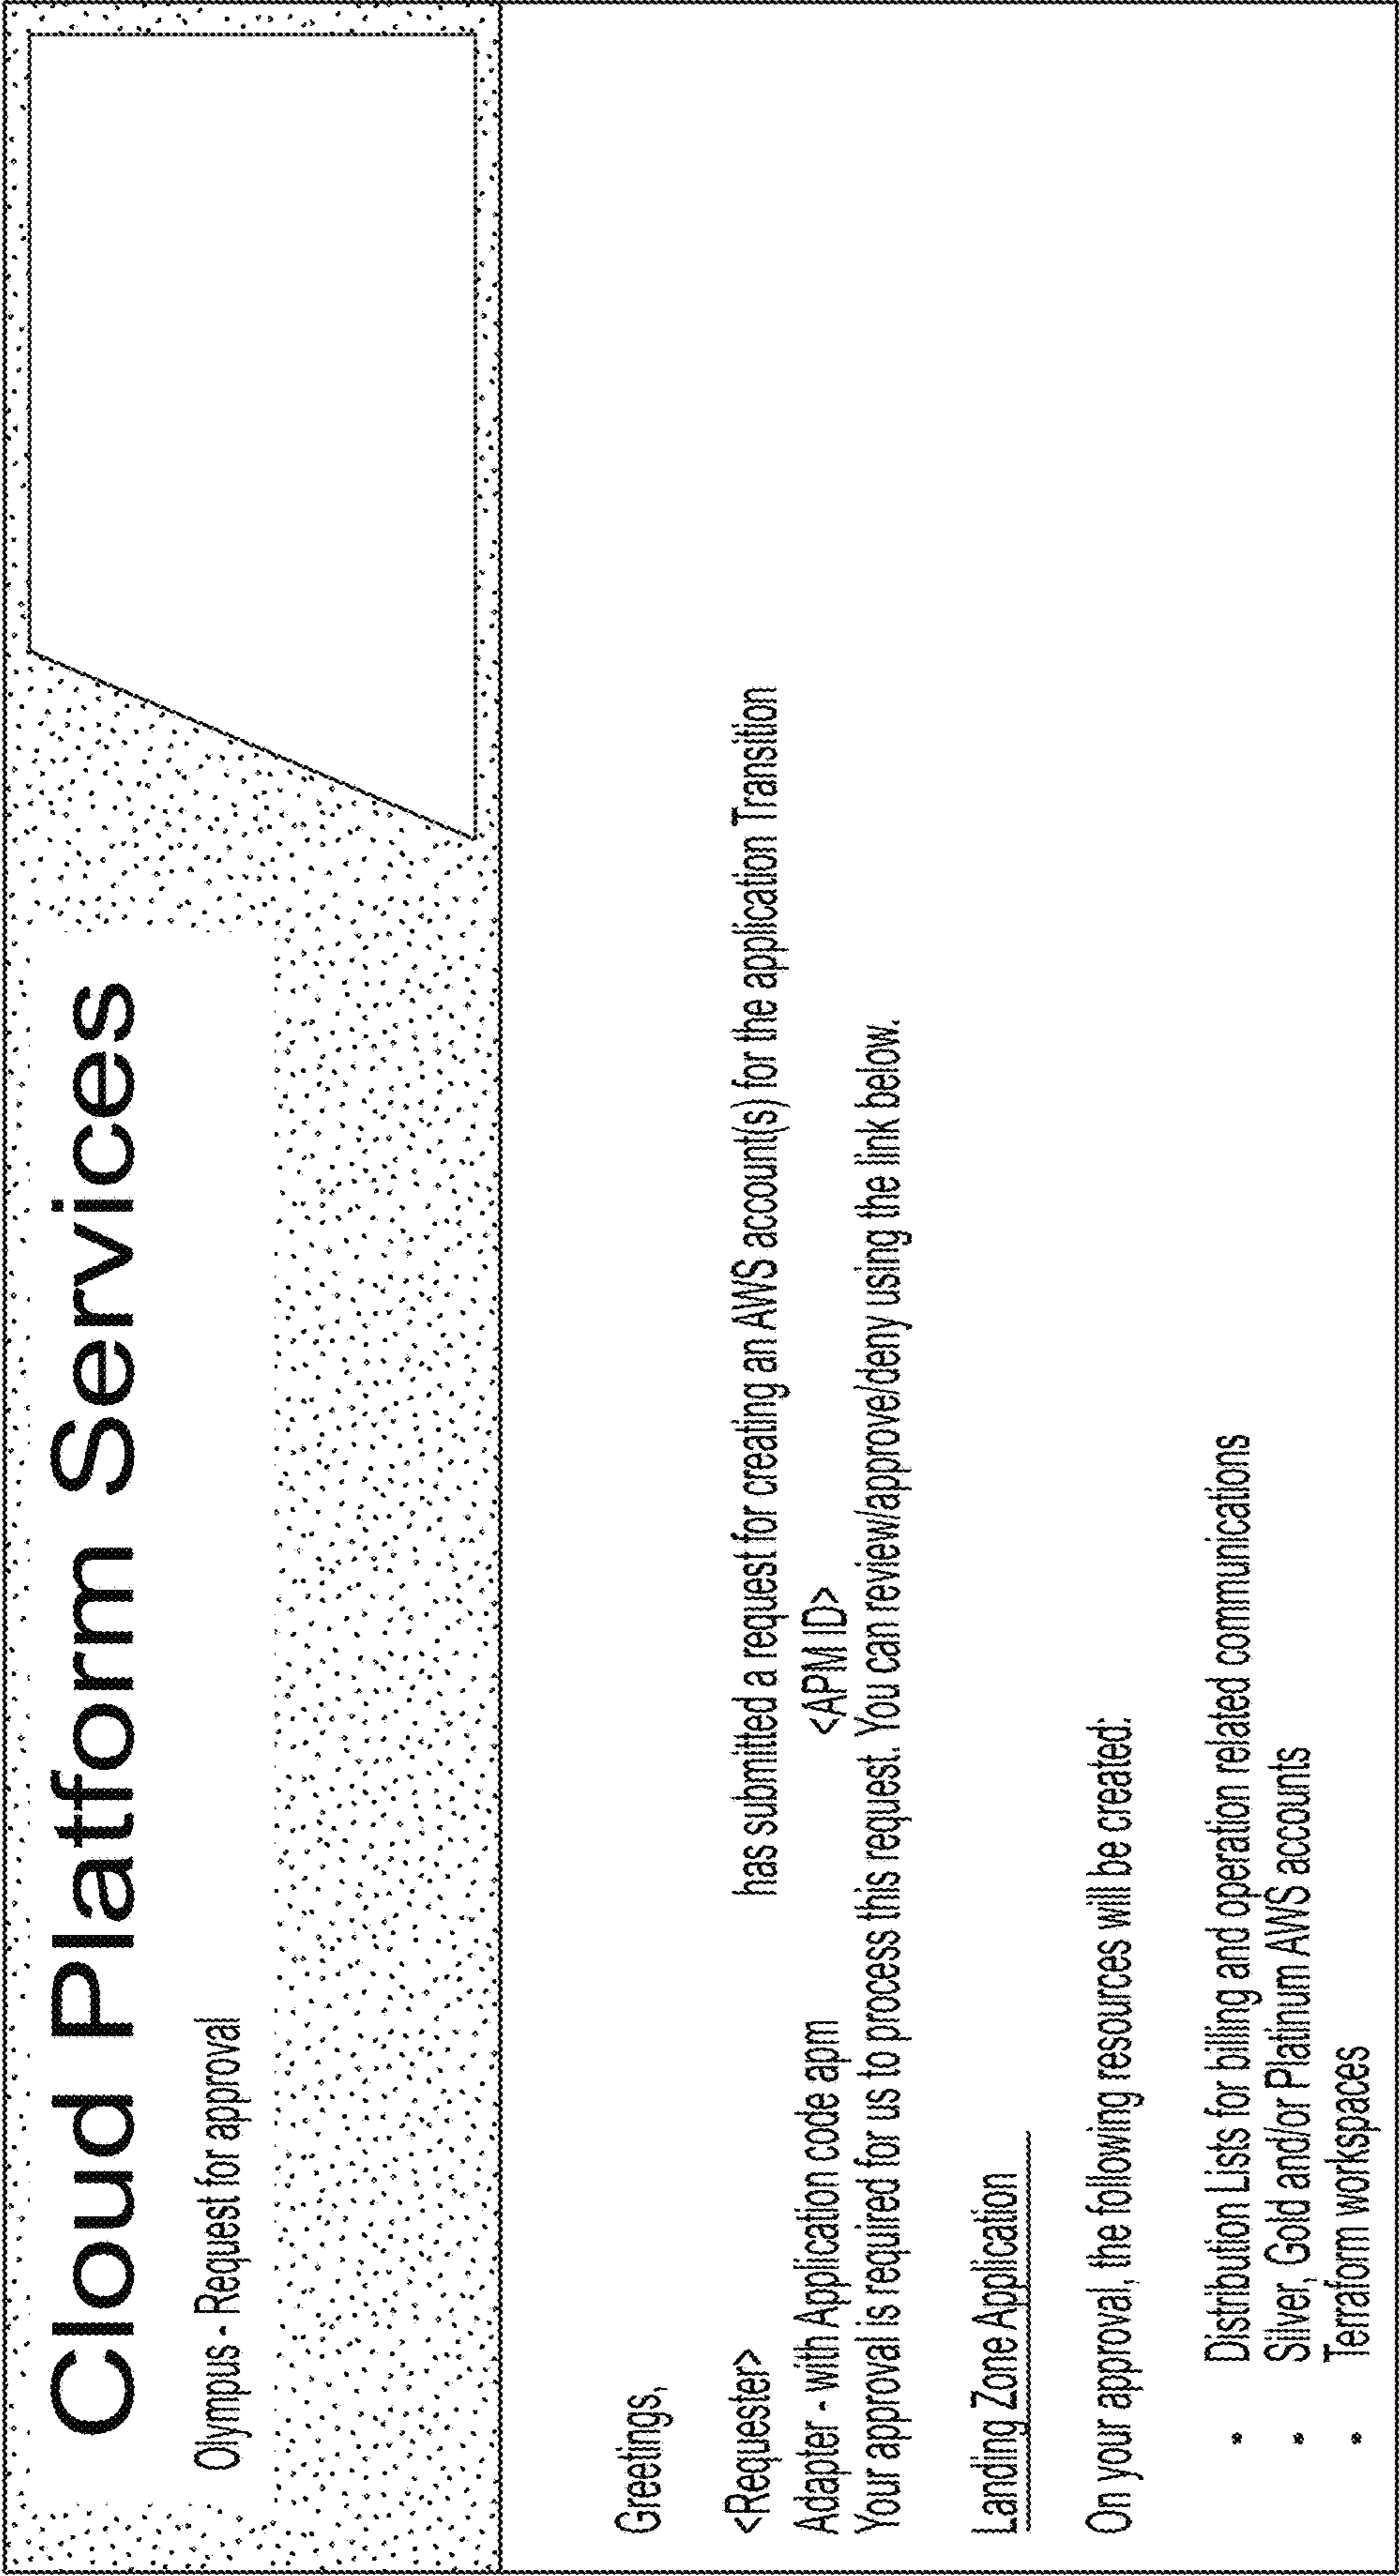 Cloud Platform Services
Olympus - Request for approval
Greetings,
<Requester> has submitted a request for creating an AWS account(s) for the application Transition
Adapter - with Application code apm <APM ID>
Your approval is required for us to process this request. You can review/approve/deny using the link below.
Landing Zone Application
On your approval, the following resources will be created:
• Distribution Lists for billing and operation related communications
• Silver, Gold and/or Platinum AWS accounts
• Terraform workspaces